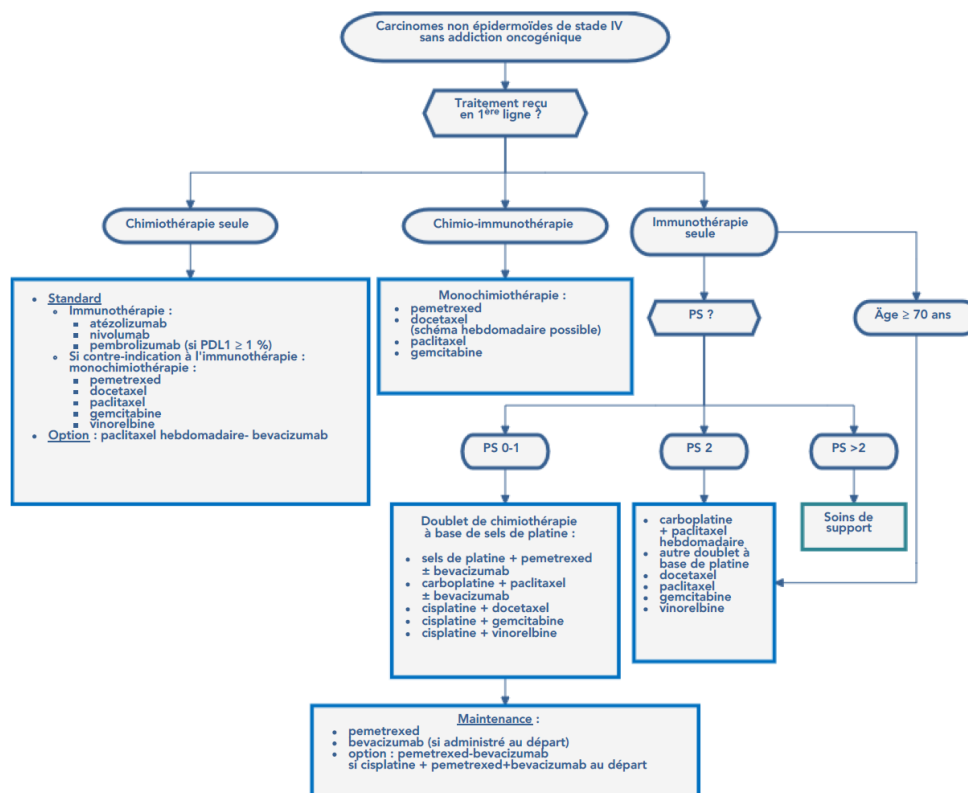 Carcinomes non épidermoïdes de stade IV
sans addiction oncogénique
Traitement reçu
en 1ère ligne ?
Chimiothérapie seule
Chimio-immunothérapie
Immunothérapie
seule
• Standard
◦ Immunothérapie :
▪ atézolizumab
▪ nivolumab
▪ pembrolizumab (si PDL1 ≥ 1 %)
◦ Si contre-indication à l'immunothérapie :
monochimiothérapie :
▪ pemetrexed
▪ docetaxel
▪ paclitaxel
▪ gemcitabine
▪ vinorelbine
• Option : paclitaxel hebdomadaire- bevacizumab
Monochimiothérapie :
• pemetrexed
• docetaxel
(schéma hebdomadaire possible)
• paclitaxel
• gemcitabine
PS ?
Äge ≥ 70 ans
PS 0-1
PS 2
PS >2
Doublet de chimiothérapie
à base de sels de platine :
• sels de platine + pemetrexed
± bevacizumab
• carboplatine + paclitaxel
± bevacizumab
• cisplatine + docetaxel
• cisplatine + gemcitabine
• cisplatine + vinorelbine
• carboplatine
+ paclitaxel
hebdomadaire
• autre doublet à
base de platine
• docetaxel
• paclitaxel
• gemcitabine
• vinorelbine
Soins de
support
Maintenance :
• pemetrexed
• bevacizumab (si administré au départ)
• option : pemetrexed-bevacizumab
si cisplatine + pemetrexed+bevacizumab au départ